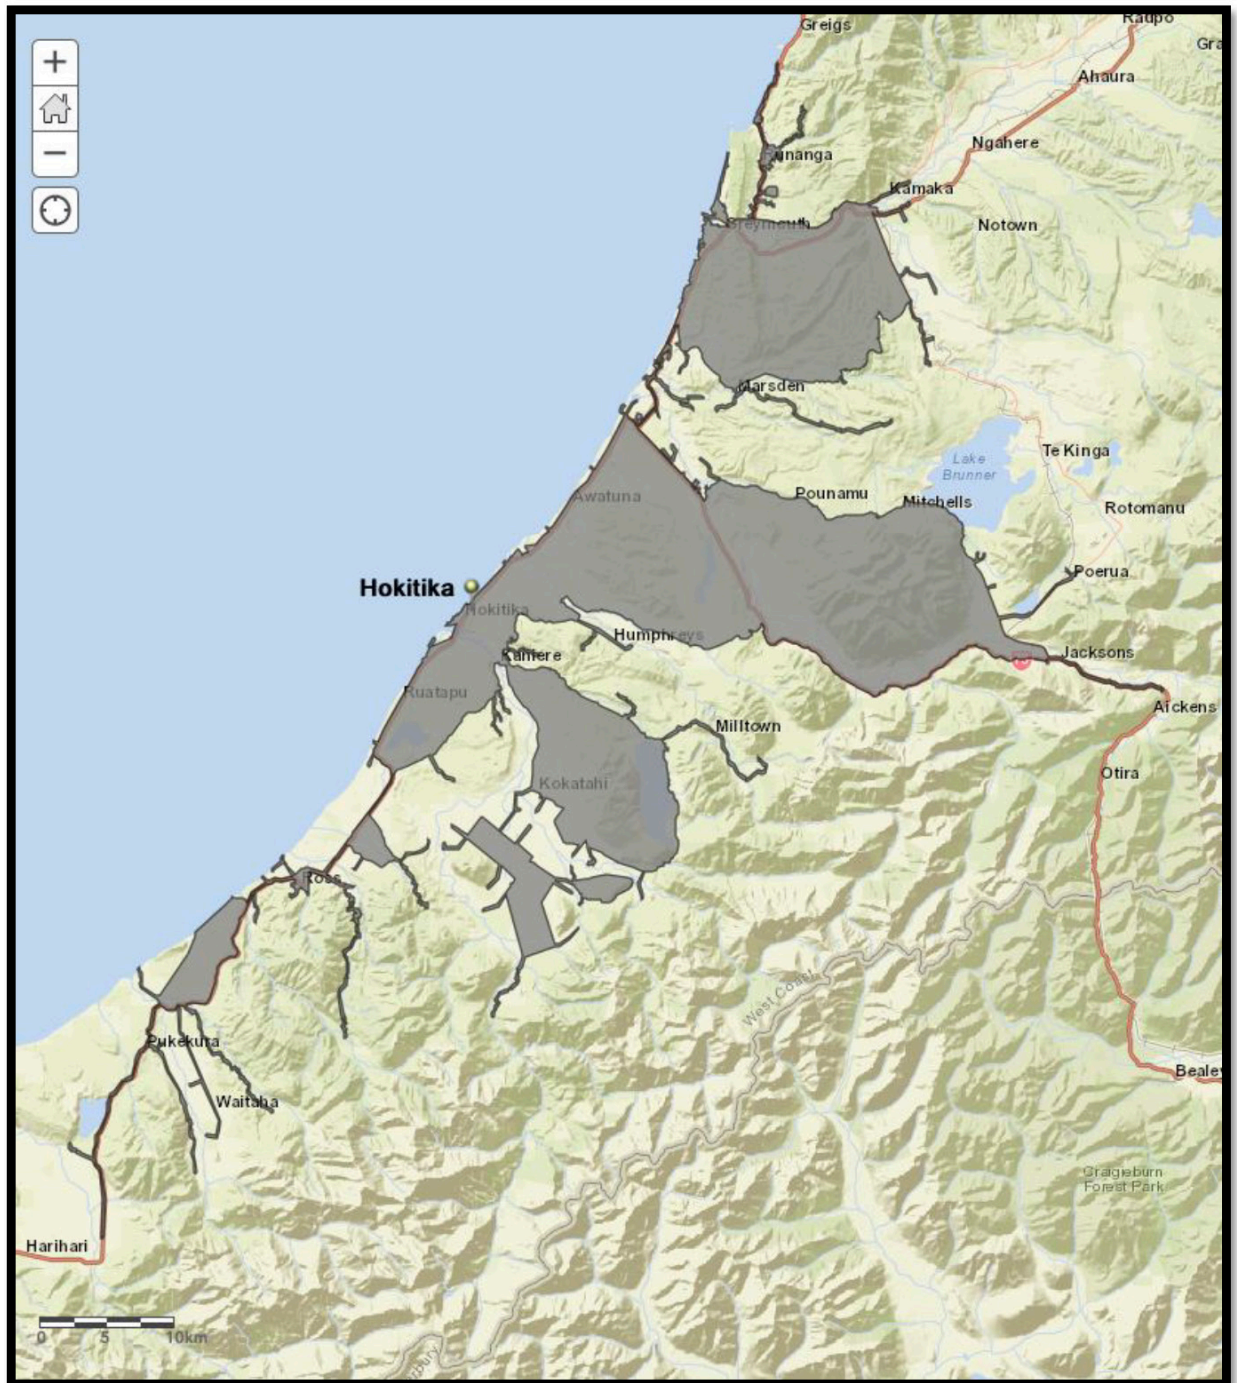 Greigs
Raupo
Gra
Ahaura
Ngahere
unanga
Kamaka
Notown
Greymouth
Marsden
Te Kinga
Lake
Brunner
Pounamu
Mitchells
Awatuna
Rotomanu
Poerua
Hokitika
Hokitika
Humphreys
Kaniere
Jacksons
Ruatapu
Aickens
Milltown
Otira
Kokatahi
Ross
West Coast
Pukekura
Bealey
Waitaha
Craigieburn
Forest Park
Harihari
0 5 10km